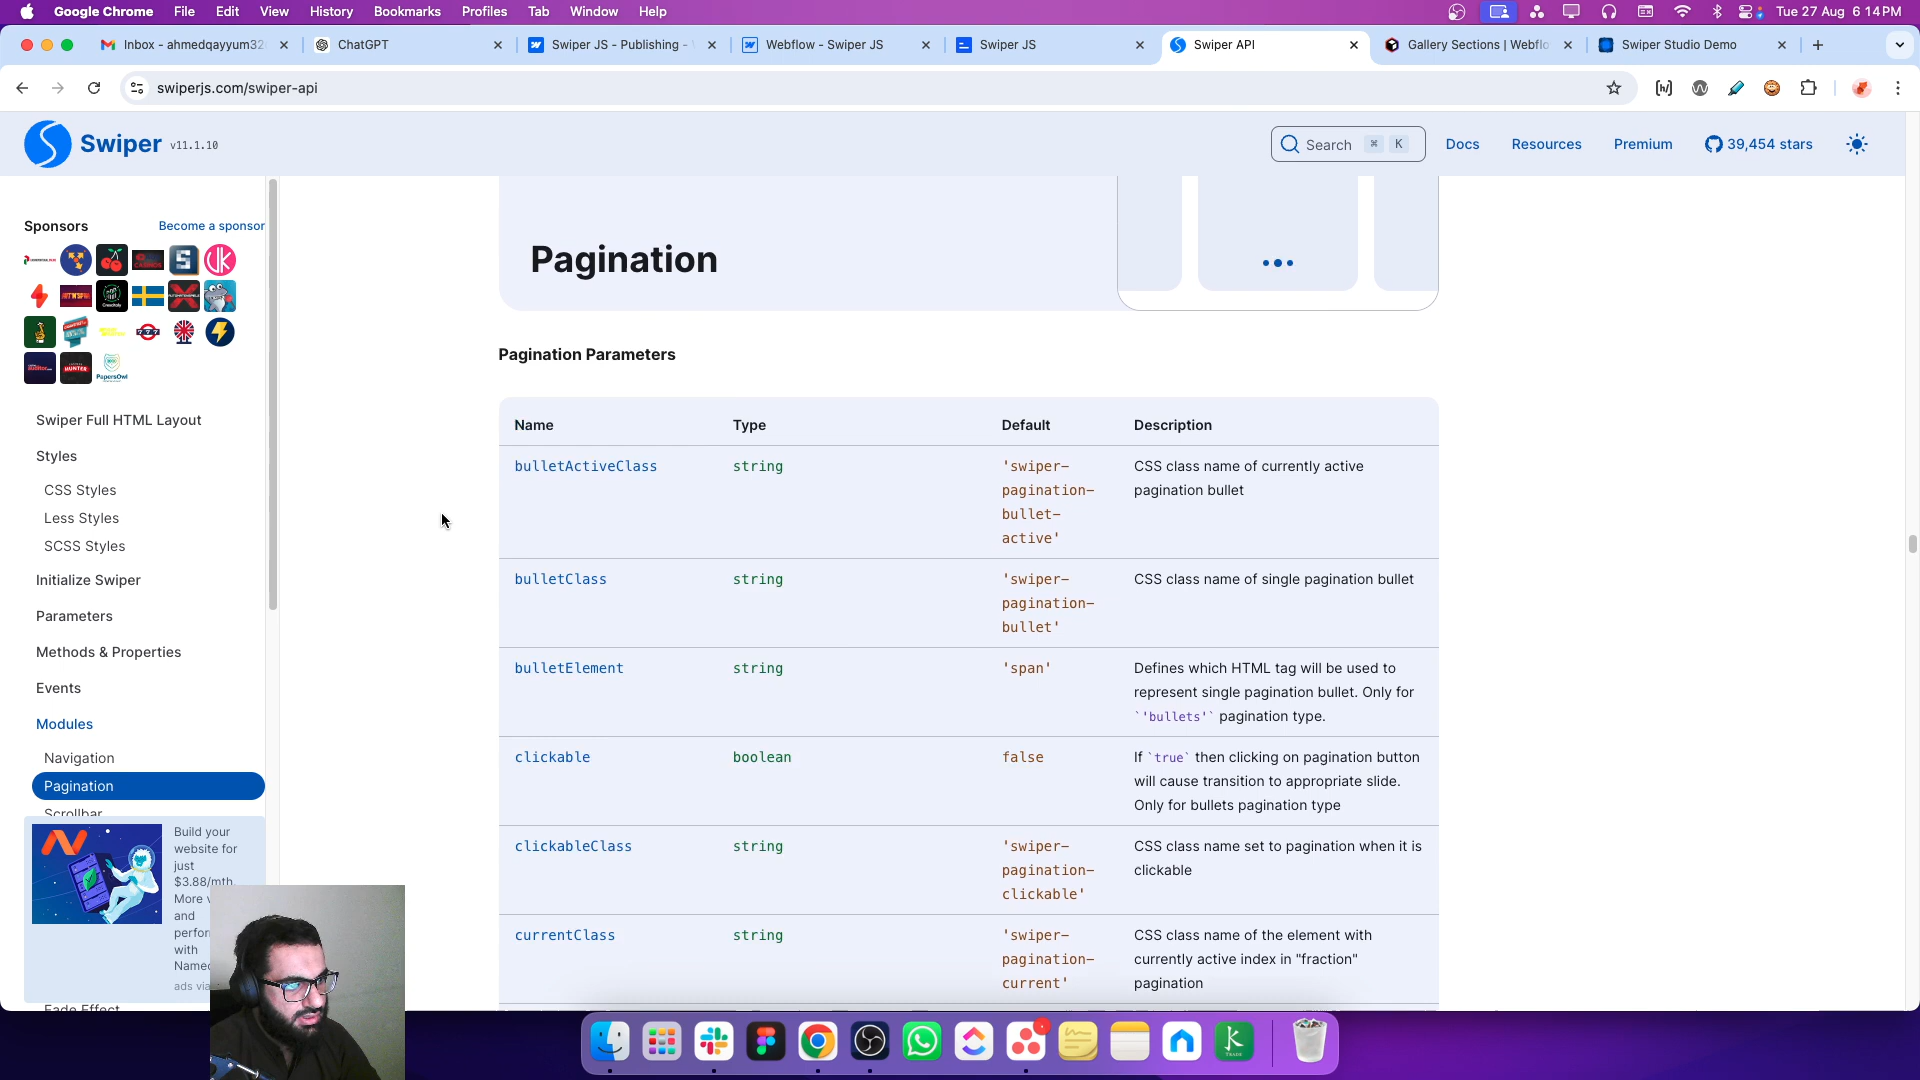 Google Chrome File Edit View History Bookmarks Profiles Tab Window Help Tue 27 Aug 6 14PM
Inbox - ahmedqayyum32 ChatGPT Swiper JS - Publishing - Webflow - Swiper JS Swiper JS Swiper API Gallery Sections | Webflo Swiper Studio Demo
swiperjs.com/swiper-api
Swiper v11.1.10 Search ⌘ K Docs Resources Premium 39,454 stars
Sponsors Become a sponsor
PapersOwl
Swiper Full HTML Layout
Styles
CSS Styles
Less Styles
SCSS Styles
Initialize Swiper
Parameters
Methods & Properties
Events
Modules
Navigation
Pagination
Scrollbar
Build your
website for
just
$3.88/mth.
More
and
perfor
with
Namec
ads via
Fade Effect
Pagination
Pagination Parameters
Name Type Default Description
bulletActiveClass string 'swiper- CSS class name of currently active
pagination- pagination bullet
bullet-
active'
bulletClass string 'swiper- CSS class name of single pagination bullet
pagination-
bullet'
bulletElement string 'span' Defines which HTML tag will be used to
represent single pagination bullet. Only for
`'bullets'` pagination type.
clickable boolean false If `true` then clicking on pagination button
will cause transition to appropriate slide.
Only for bullets pagination type
clickableClass string 'swiper- CSS class name set to pagination when it is
pagination- clickable
clickable'
currentClass string 'swiper- CSS class name of the element with
pagination- currently active index in "fraction"
current' pagination